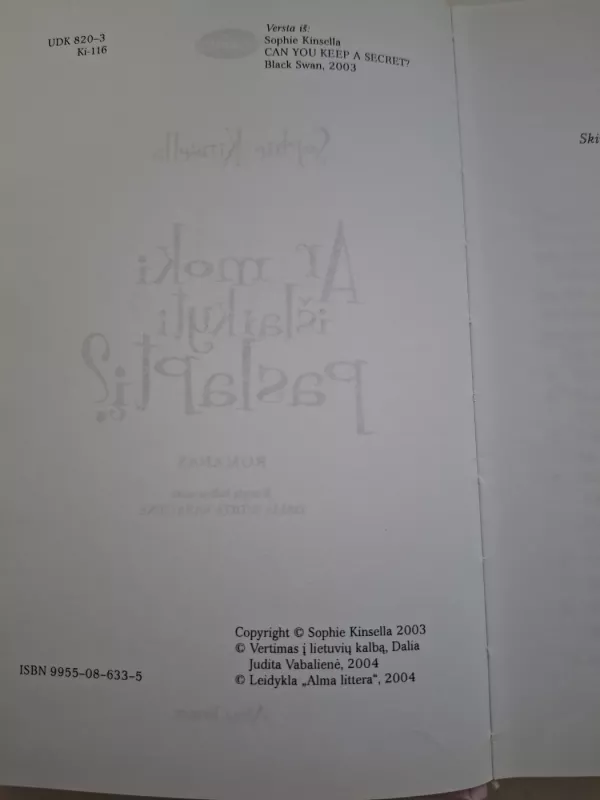 UDK 820–3
Ki-116
Versta iš:
Sophie Kinsella
CAN YOU KEEP A SECRET?
Black Swan, 2003
Ski
Sophie Kinsella
Ar moki
išlaikyti
paslaptį?
ROMANAS
Copyright © Sophie Kinsella 2003
© Vertimas į lietuvių kalbą, Dalia
Judita Vabalienė, 2004
© Leidykla „Alma littera“, 2004
ISBN 9955-08-633-5